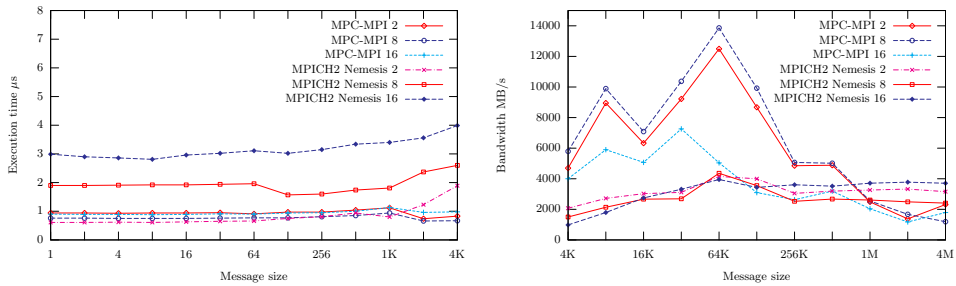 8
7
6
5
4
3
2
1
0
Execution time μs
MPC-MPI 2
MPC-MPI 8
MPC-MPI 16
MPICH2 Nemesis 2
MPICH2 Nemesis 8
MPICH2 Nemesis 16
1 4 16 64 256 1K 4K
Message size
14000
12000
10000
8000
6000
4000
2000
0
Bandwidth MB/s
MPC-MPI 2
MPC-MPI 8
MPC-MPI 16
MPICH2 Nemesis 2
MPICH2 Nemesis 8
MPICH2 Nemesis 16
4K 16K 64K 256K 1M 4M
Message size